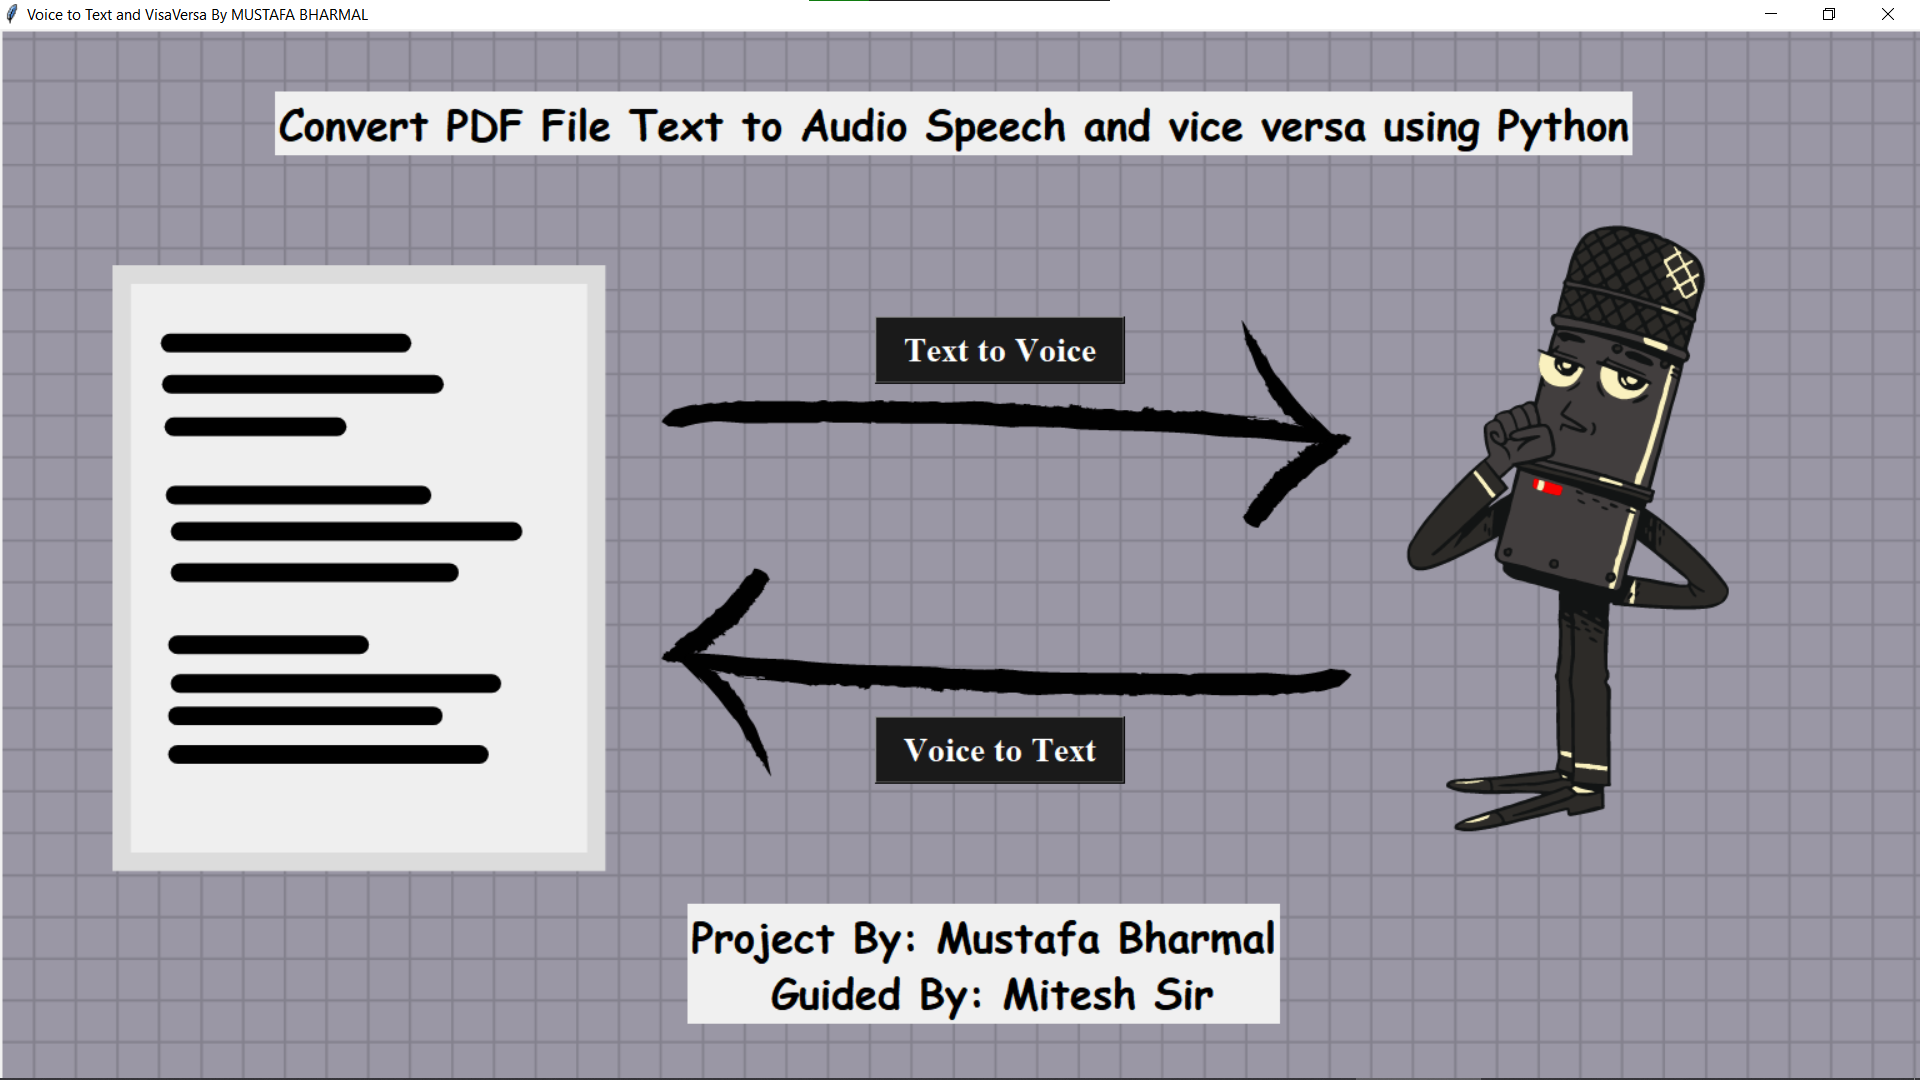 Voice to Text and VisaVersa By MUSTAFA BHARMAL
Convert PDF File Text to Audio Speech and vice versa using Python
Text to Voice
Voice to Text
Project By: Mustafa Bharmal
Guided By: Mitesh Sir